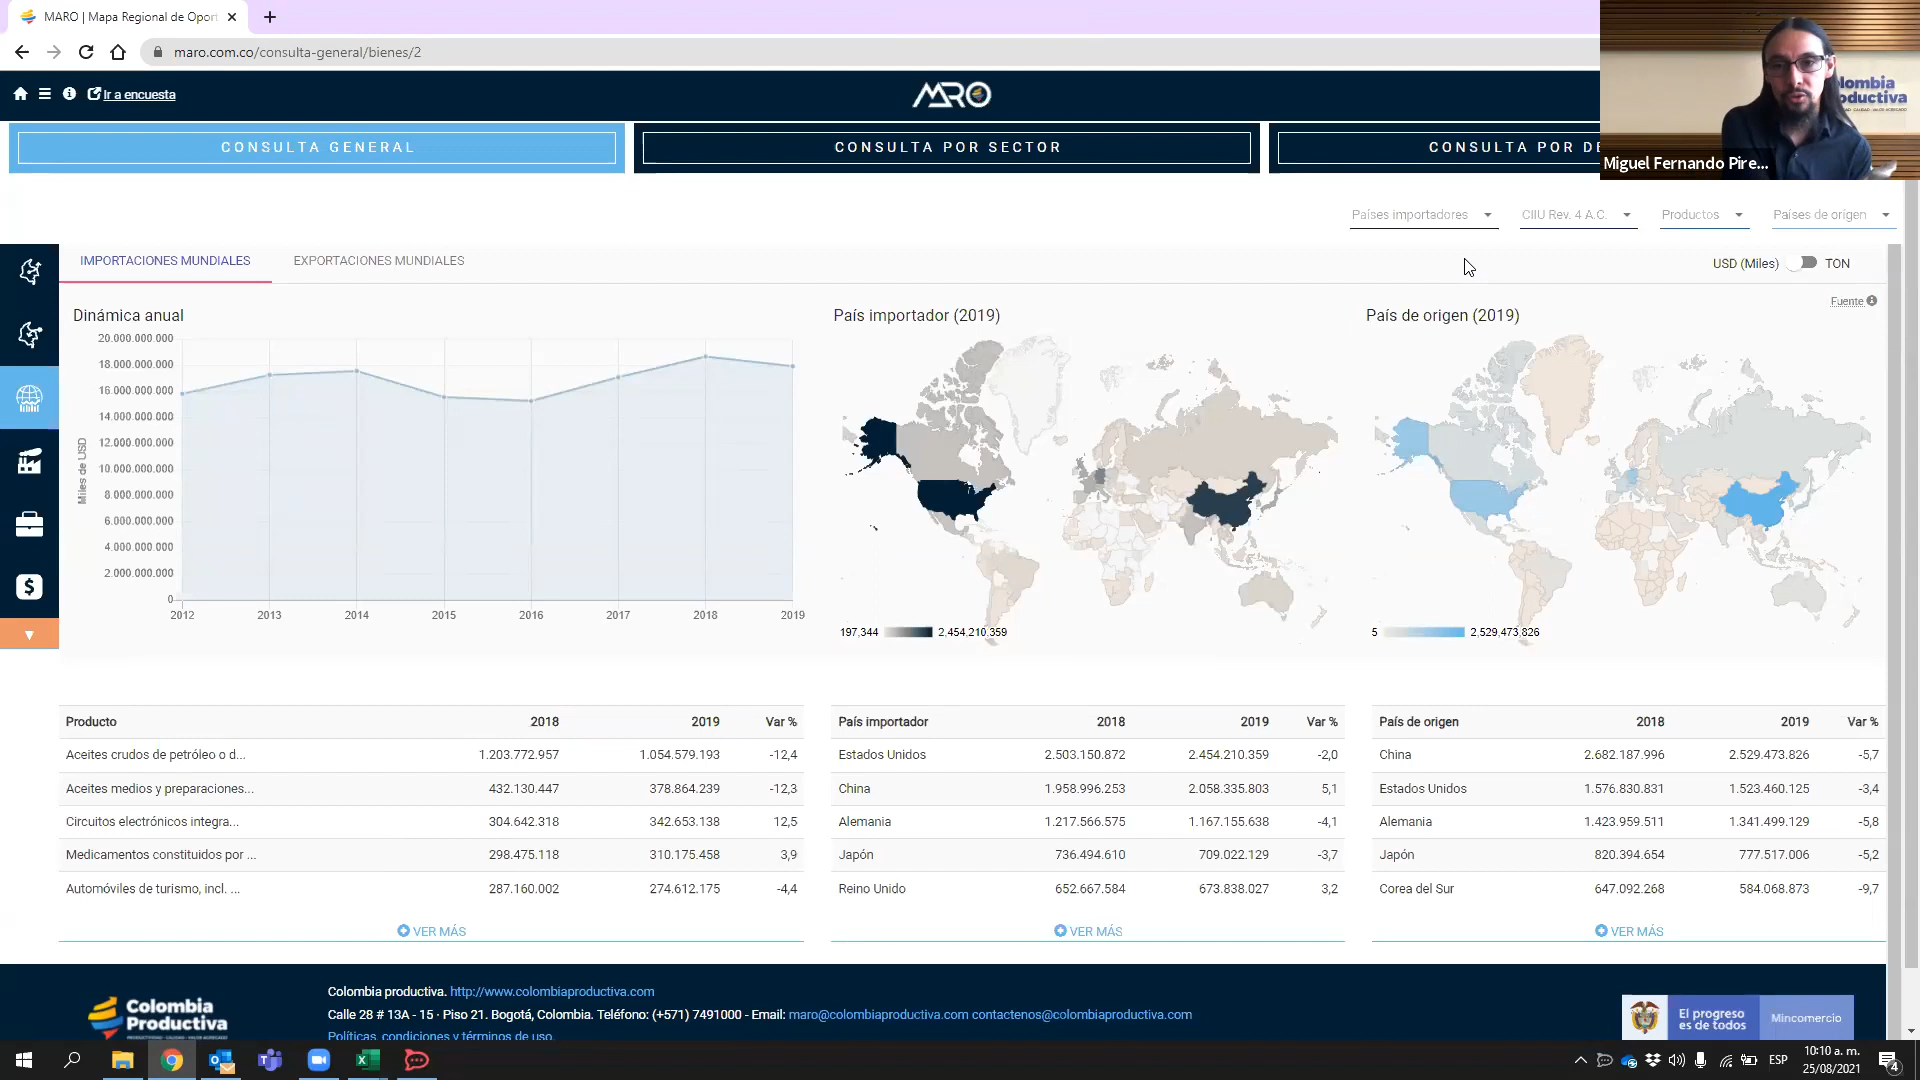 MARO | Mapa Regional de Oport
maro.com.co/consulta-general/bienes/2
Ir a encuesta
MRO
CONSULTA GENERAL
CONSULTA POR SECTOR
CONSULTA POR DE
Colombia
Productiva
Miguel Fernando Pire...
Países importadores
CIIU Rev. 4 A.C.
Productos
Países de origen
IMPORTACIONES MUNDIALES
EXPORTACIONES MUNDIALES
USD (Miles)
TON
Fuente
Dinámica anual
País importador (2019)
País de origen (2019)
Miles de USD
20.000.000.000
18.000.000.000
16.000.000.000
14.000.000.000
12.000.000.000
10.000.000.000
8.000.000.000
6.000.000.000
4.000.000.000
2.000.000.000
0
2012 2013 2014 2015 2016 2017 2018 2019
197,344 2,454,210,359
5 2,529,473,826
Producto 2018 2019 Var %
Aceites crudos de petróleo o d... 1.203.772.957 1.054.579.193 -12,4
Aceites medios y preparaciones... 432.130.447 378.864.239 -12,3
Circuitos electrónicos integra... 304.642.318 342.653.138 12,5
Medicamentos constituidos por ... 298.475.118 310.175.458 3,9
Automóviles de turismo, incl. ... 287.160.002 274.612.175 -4,4
VER MÁS
País importador 2018 2019 Var %
Estados Unidos 2.503.150.872 2.454.210.359 -2,0
China 1.958.996.253 2.058.335.803 5,1
Alemania 1.217.566.575 1.167.155.638 -4,1
Japón 736.494.610 709.022.129 -3,7
Reino Unido 652.667.584 673.838.027 3,2
VER MÁS
País de origen 2018 2019 Var %
China 2.682.187.996 2.529.473.826 -5,7
Estados Unidos 1.576.830.831 1.523.460.125 -3,4
Alemania 1.423.959.511 1.341.499.129 -5,8
Japón 820.394.654 777.517.006 -5,2
Corea del Sur 647.092.268 584.068.873 -9,7
VER MÁS
Colombia
Productiva
Colombia productiva. http://www.colombiaproductiva.com
Calle 28 # 13A - 15 · Piso 21. Bogotá, Colombia. Teléfono: (+571) 7491000 - Email: maro@colombiaproductiva.com contactenos@colombiaproductiva.com
Políticas, condiciones y términos de uso.
El progreso
es de todos
Mincomercio
ESP
10:10 a. m.
25/08/2021
4